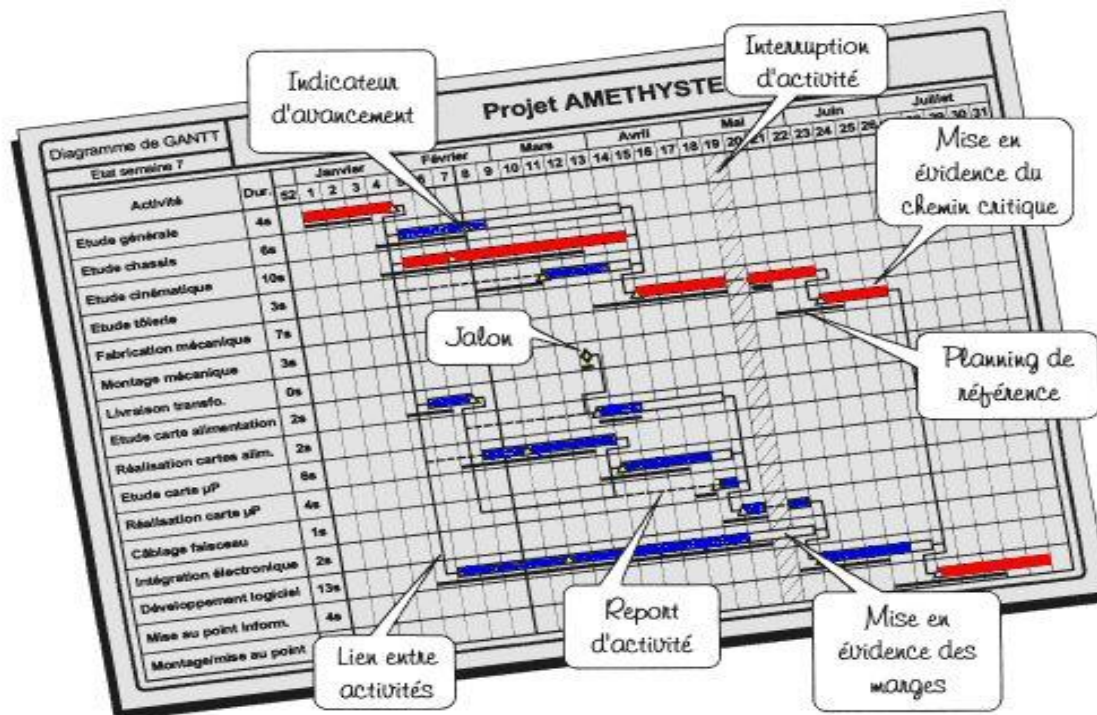 Diagramme de GANTT
Etat semaine 7
Projet AMETHYSTE
Janvier
Février
Mars
Avril
Mai
Juin
Juillet
Activité
Dur.
52 1 2 3 4 5 6 7 8 9 10 11 12 13 14 15 16 17 18 19 20 21 22 23 24 25 26 29 30 31
Etude générale 4s
Etude chassis 6s
Etude cinématique 10s
Etude tôlerie 3s
Fabrication mécanique 7s
Montage mécanique 3s
Livraison transfo. 0s
Etude carte alimentation 2s
Réalisation cartes alim. 2s
Etude carte µP 6s
Réalisation carte µP 4s
Câblage faisceau 1s
Intégration électronique 2s
Développement logiciel 13s
Mise au point inform. 4s
Montage/mise au point
Indicateur
d'avancement
Interruption
d'activité
Mise en
évidence du
chemin critique
Jalon
Planning de
référence
Lien entre
activités
Report
d'activité
Mise en
évidence des
marges